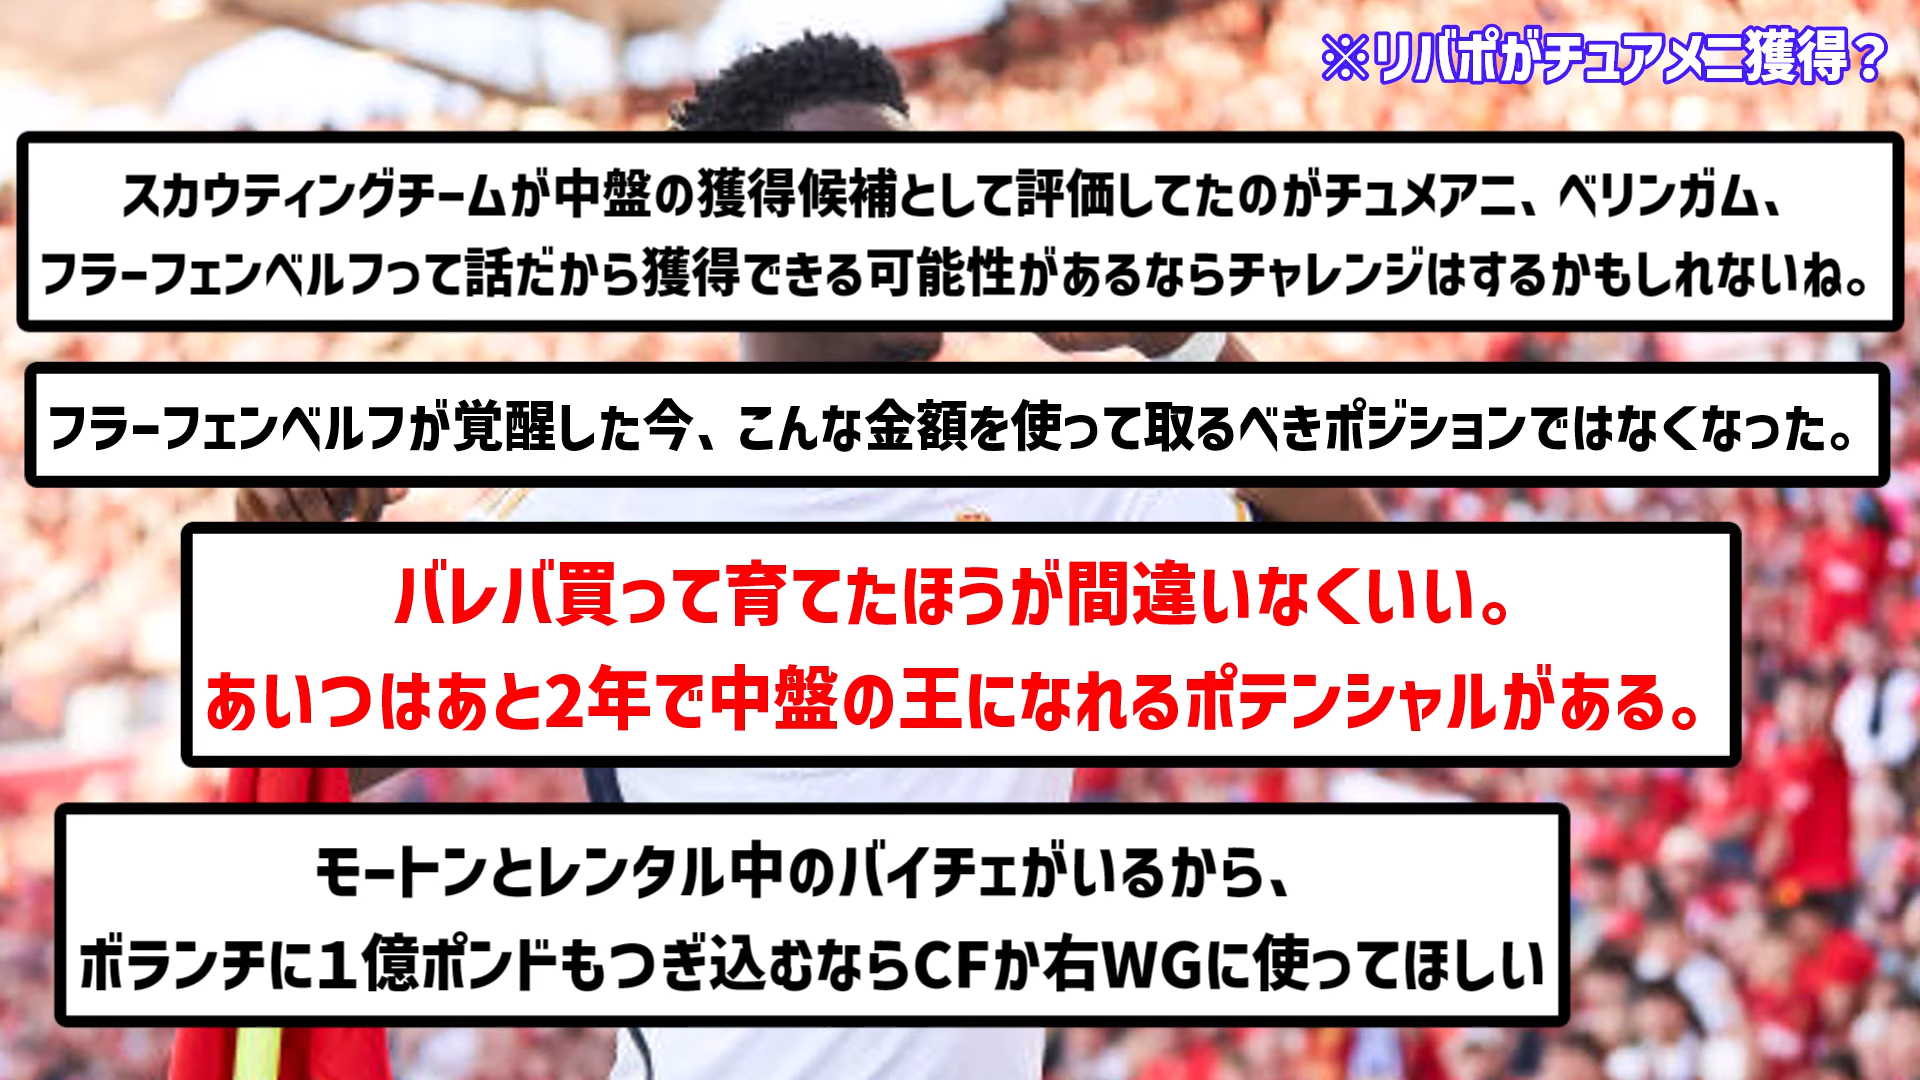 ※リバポがチュアメニ獲得？
スカウティングチームが中盤の獲得候補として評価してたのがチュメアニ、ベリンガム、
フラーフェンベルフって話だから獲得できる可能性があるならチャレンジはするかもしれないね。
フラーフェンベルフが覚醒した今、こんな金額を使って取るべきポジションではなくなった。
バレバ買って育てたほうが間違いなくいい。
あいつはあと2年で中盤の王になれるポテンシャルがある。
モートンとレンタル中のバイチェがいるから、
ボランチに１億ポンドもつぎ込むならCFか右WGに使ってほしい